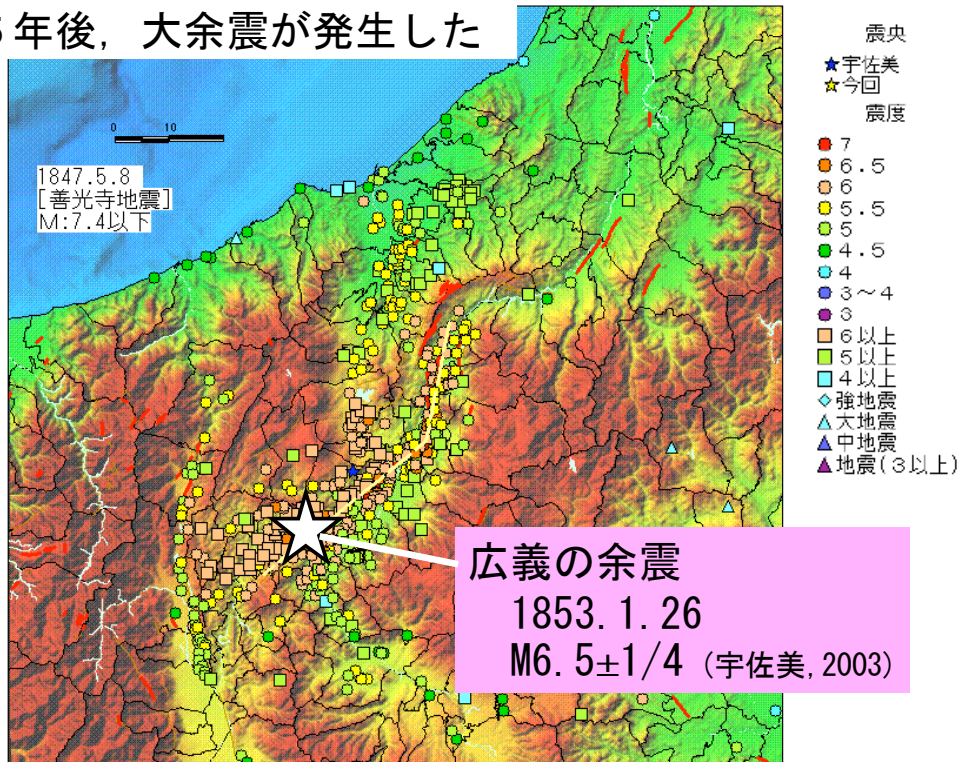 年後，大余震が発生した
0 10
1847.5.8
[善光寺地震]
M:7.4以下
広義の余震
1853.1.26
M6.5±1/4 (宇佐美,2003)
震央
★宇佐美
☆今回
震度
7
6.5
6
5.5
5
4.5
4
3～4
3
6以上
5以上
4以上
強地震
大地震
中地震
地震(3以上)